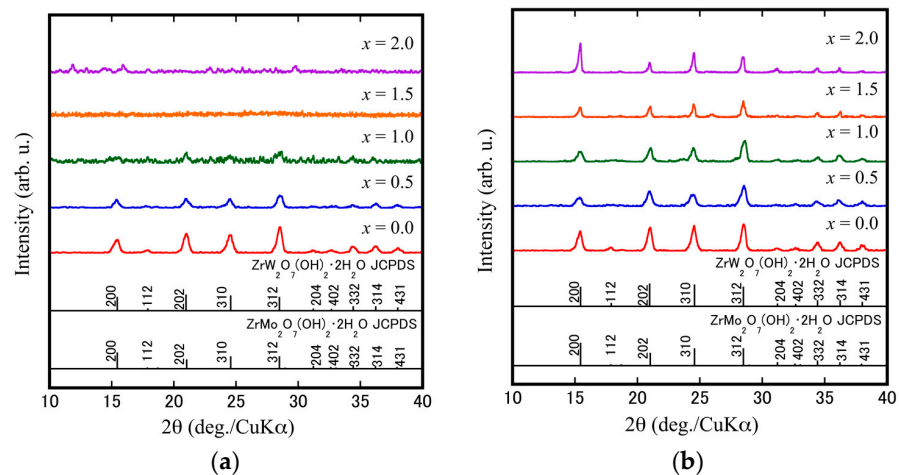 x = 2.0
x = 1.5
x = 1.0
x = 0.5
x = 0.0
ZrW2O7(OH)2·2H2O JCPDS
200 112 202 310 312 204 402 332 314 431
ZrMo2O7(OH)2·2H2O JCPDS
200 112 202 310 312 204 402 332 314 431
10 15 20 25 30 35 40
2θ (deg./CuKα)
Intensity (arb. u.)
(a)
x = 2.0
x = 1.5
x = 1.0
x = 0.5
x = 0.0
ZrW2O7(OH)2·2H2O JCPDS
200 112 202 310 312 204 402 332 314 431
ZrMo2O7(OH)2·2H2O JCPDS
200 112 202 310 312 204 402 332 314 431
10 15 20 25 30 35 40
2θ (deg./CuKα)
Intensity (arb. u.)
(b)